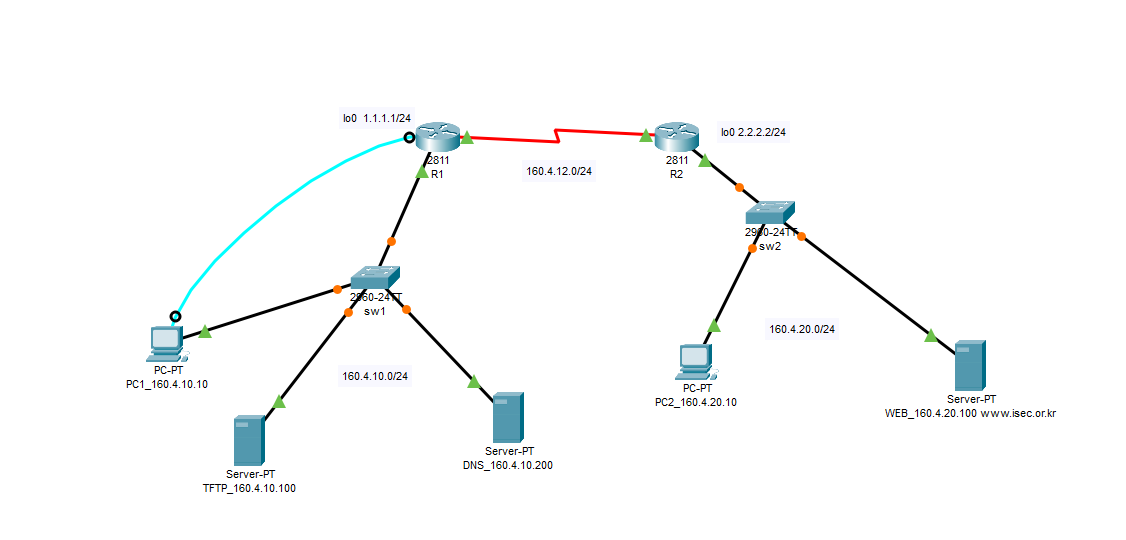 lo0  1.1.1.1/24
2811
R1
160.4.12.0/24
2811
R2
lo0 2.2.2.2/24
2960-24TT
sw2
2960-24TT
sw1
PC-PT
PC1_160.4.10.10
160.4.10.0/24
160.4.20.0/24
PC-PT
PC2_160.4.20.10
Server-PT
WEB_160.4.20.100 www.isec.or.kr
Server-PT
TFTP_160.4.10.100
Server-PT
DNS_160.4.10.200